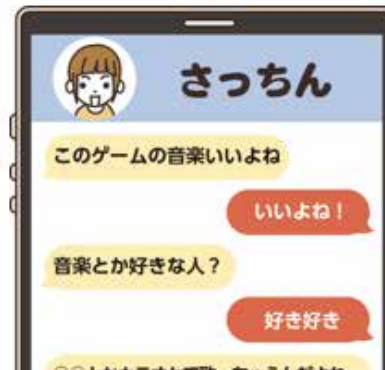 さっちん
このゲームの音楽いいよね
いいよね！
音楽とか好きな人？
好き好き